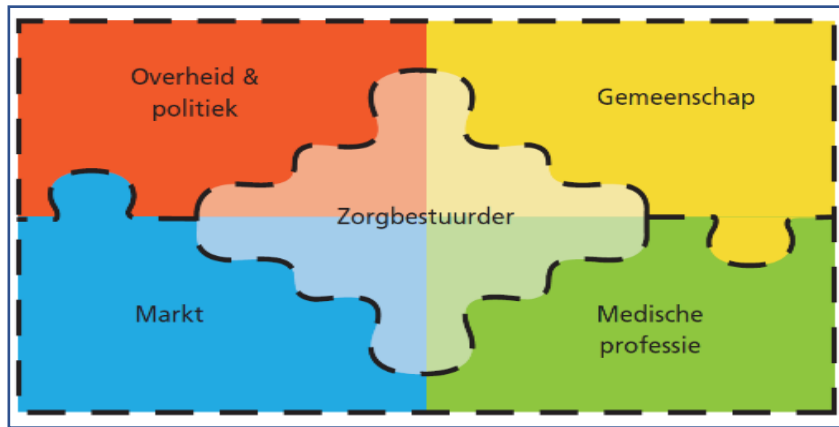 Overheid &
politiek
Gemeenschap
Zorgbestuurder
Markt
Medische
professie